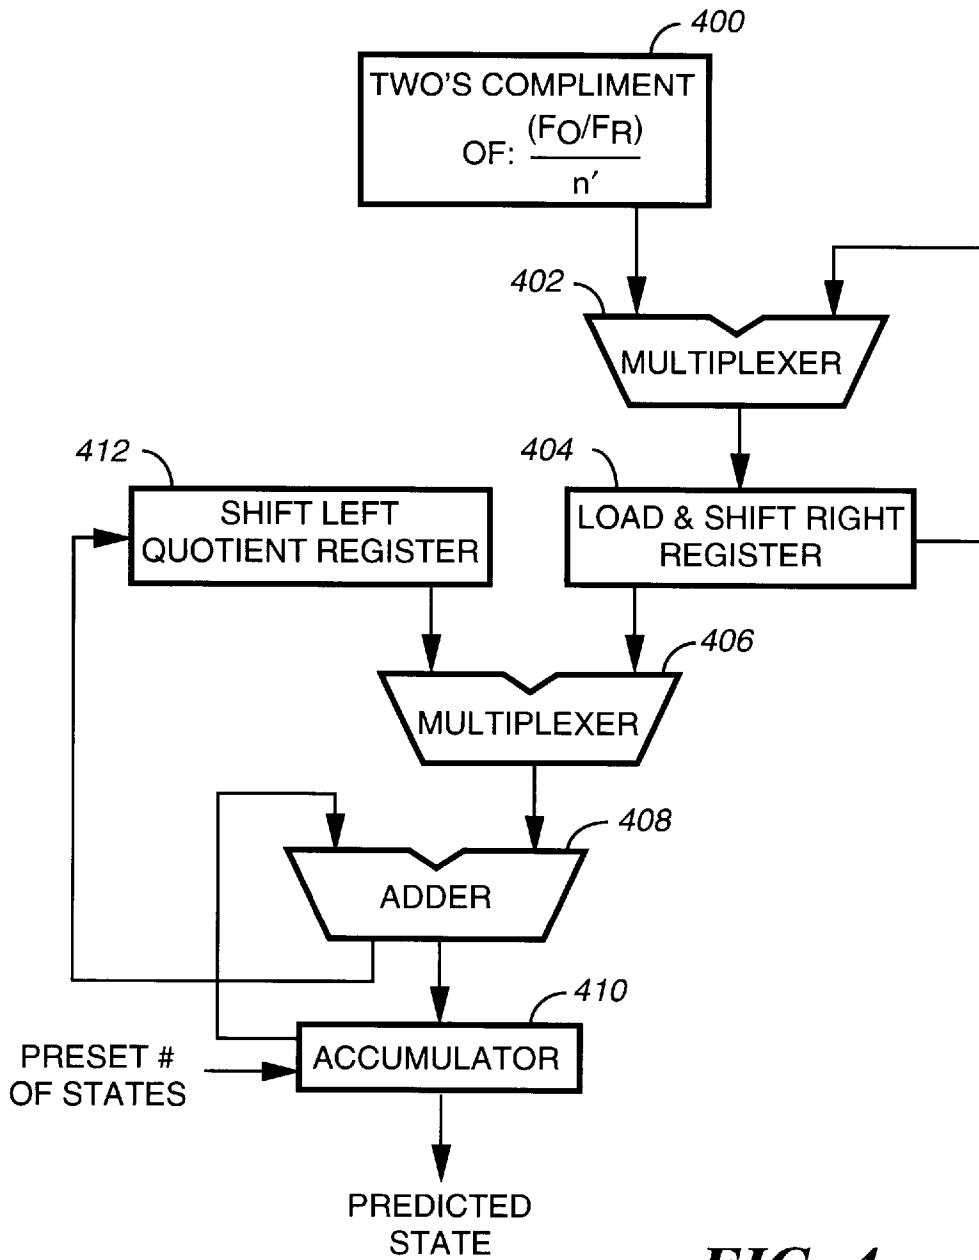 400
TWO'S COMPLIMENT
OF: (FO/FR)
n'
402
MULTIPLEXER
412
404
SHIFT LEFT
QUOTIENT REGISTER
LOAD & SHIFT RIGHT
REGISTER
406
MULTIPLEXER
408
ADDER
410
PRESET #
OF STATES
ACCUMULATOR
PREDICTED
STATE
FIG. 4